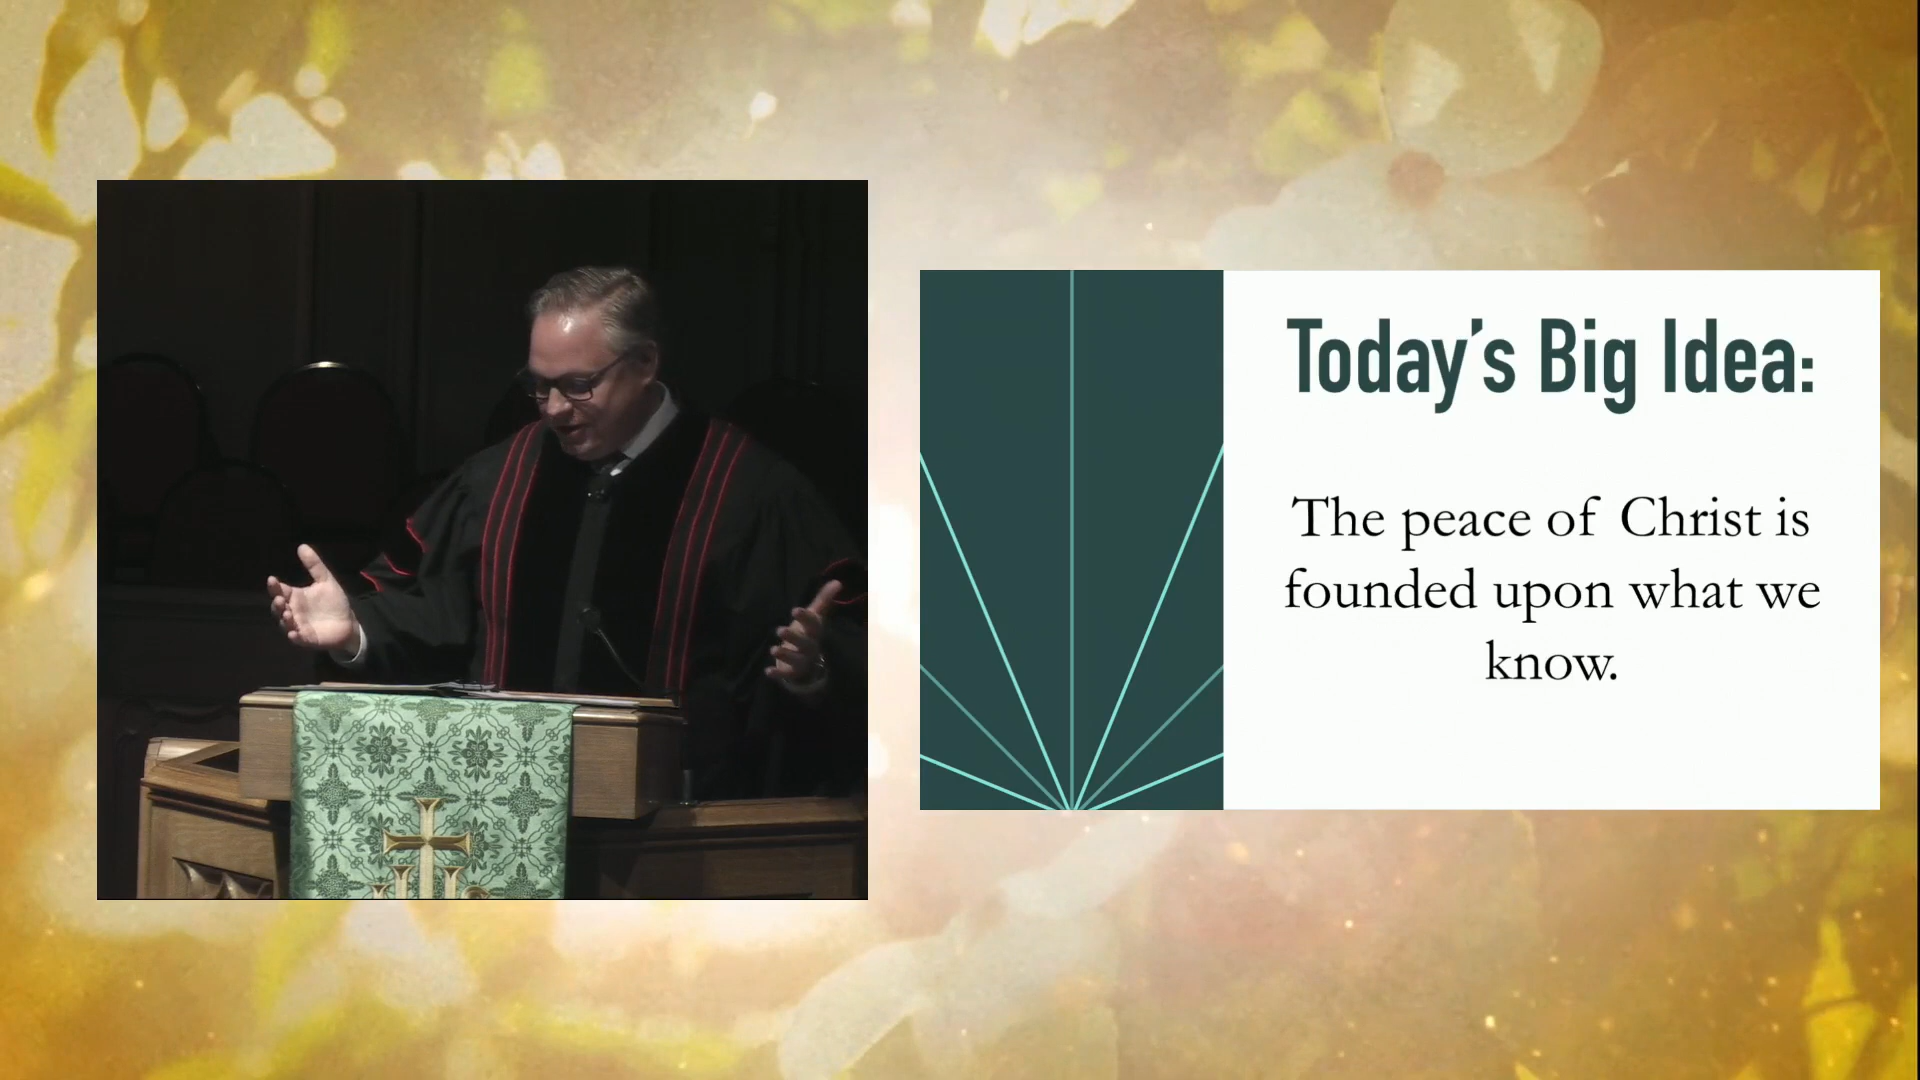 Today's Big Idea:
The peace of Christ is
founded upon what we
know.